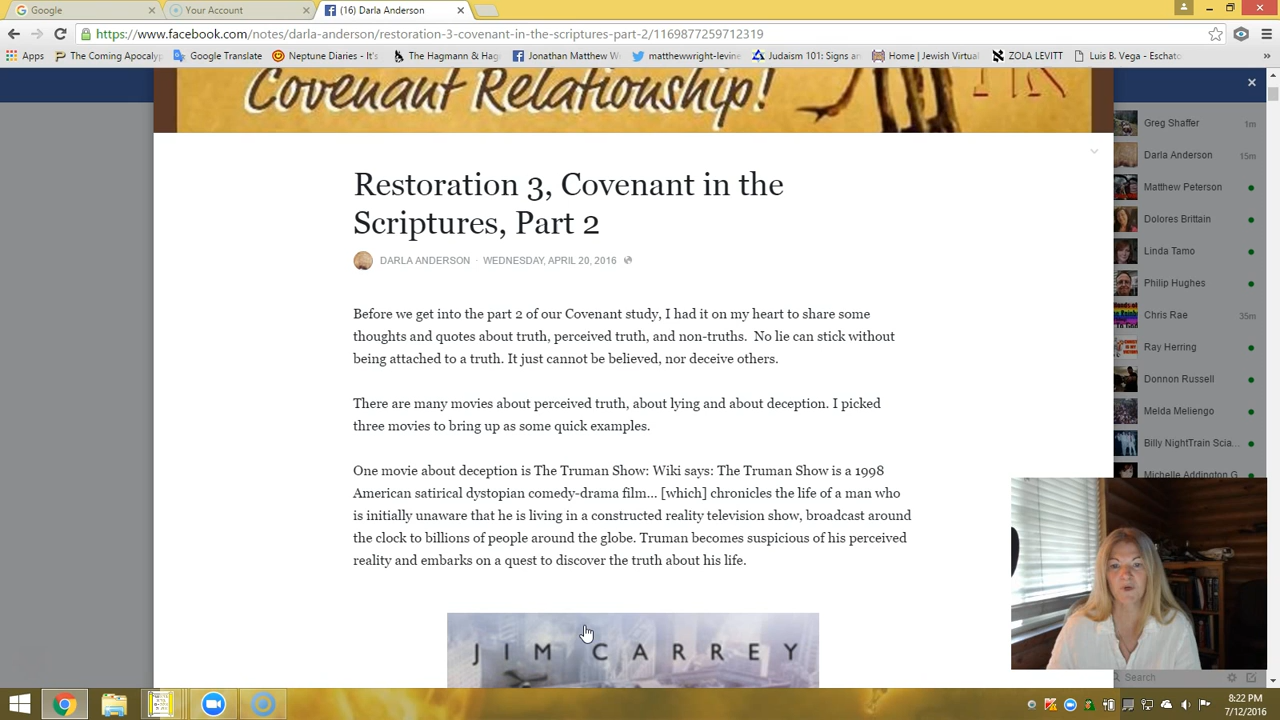 Google
Your Account
(16) Darla Anderson
https://www.facebook.com/notes/darla-anderson/restoration-3-covenant-in-the-scriptures-part-2/1169877259712319
Apps
The Coming Apocalyp
Google Translate
Neptune Diaries:
The Hagmann & Hag
Jonathan Matthew W
matthewwright-levine
Judaism 101: Signs an
Home | Jewish Virtual
ZOLA LEVITT
Luis B. Vega - Eschato
Covenant Relationship!
Greg Shaffer 1m
Darla Anderson 15m
Matthew Peterson
Dolores Brittain
Linda Tamo
Philip Hughes
Chris Rae 35m
Ray Herring
Donnon Russell
Melda Meliengo
Billy NightTrain Scia...
Michelle Addington G
Search
Restoration 3, Covenant in the
Scriptures, Part 2
DARLA ANDERSON · WEDNESDAY, APRIL 20, 2016
Before we get into the part 2 of our Covenant study, I had it on my heart to share some
thoughts and quotes about truth, perceived truth, and non-truths. No lie can stick without
being attached to a truth. It just cannot be believed, nor deceive others.
There are many movies about perceived truth, about lying and about deception. I picked
three movies to bring up as some quick examples.
One movie about deception is The Truman Show: Wiki says: The Truman Show is a 1998
American satirical dystopian comedy-drama film... [which] chronicles the life of a man who
is initially unaware that he is living in a constructed reality television show, broadcast around
the clock to billions of people around the globe. Truman becomes suspicious of his perceived
reality and embarks on a quest to discover the truth about his life.
JIM CARREY
8:22 PM
7/12/2016